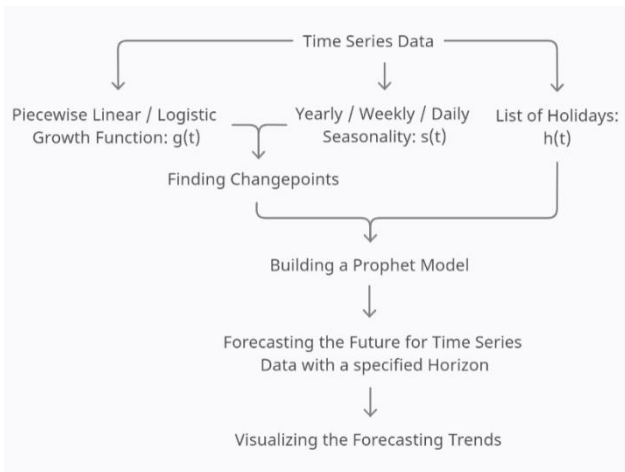 Time Series Data
Piecewise Linear / Logistic
Growth Function: g(t)
Yearly / Weekly / Daily
Seasonality: s(t)
List of Holidays:
h(t)
Finding Changepoints
Building a Prophet Model
Forecasting the Future for Time Series
Data with a specified Horizon
Visualizing the Forecasting Trends